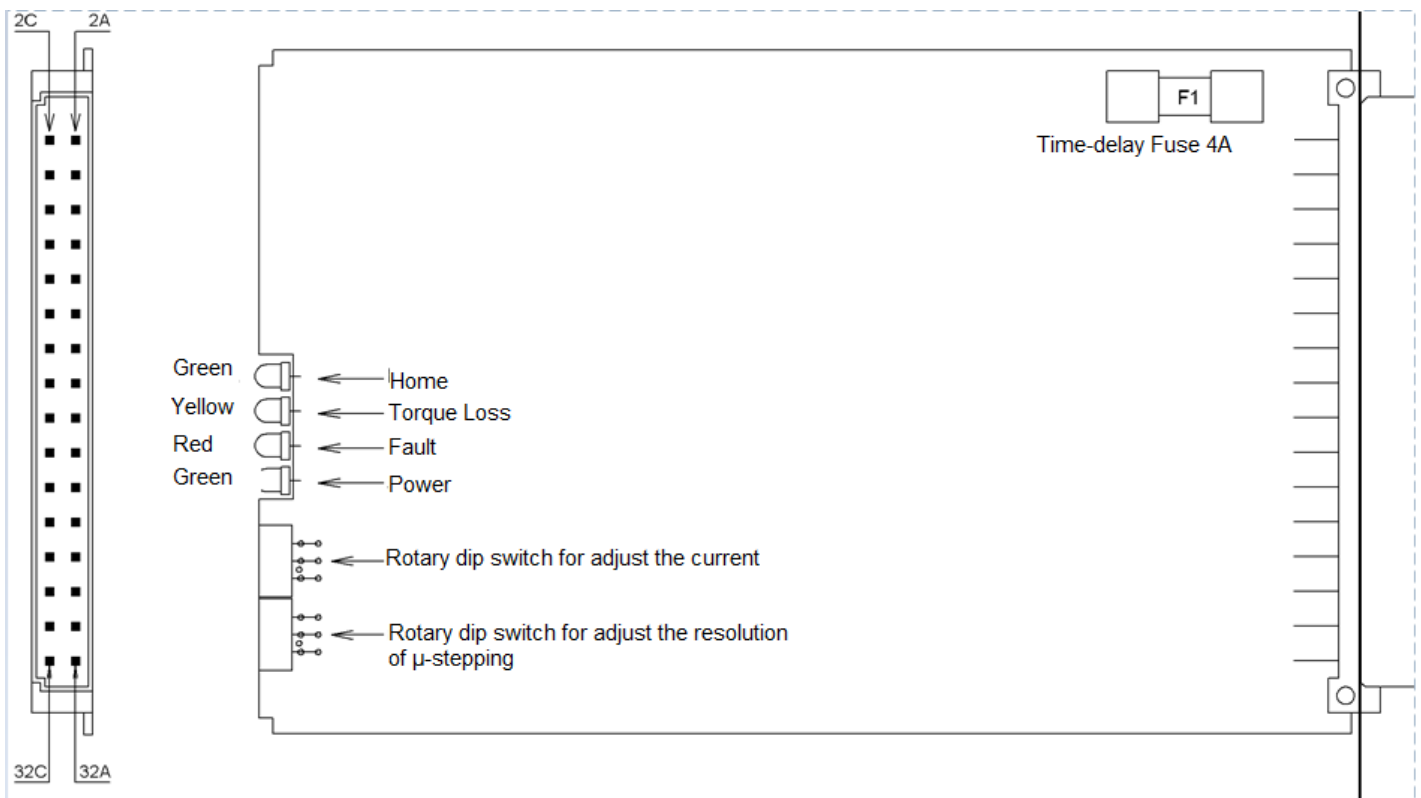 2C 2A
F1
Time-delay Fuse 4A
Green Home
Yellow Torque Loss
Red Fault
Green Power
Rotary dip switch for adjust the current
Rotary dip switch for adjust the resolution
of µ-stepping
32C 32A